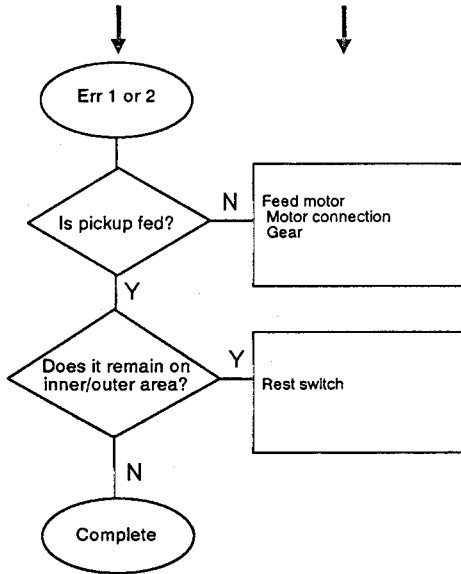 Err 1 or 2
Is pickup fed?
N
Feed motor
Motor connection
Gear
Y
Does it remain on
inner/outer area?
Y
Rest switch
N
Complete